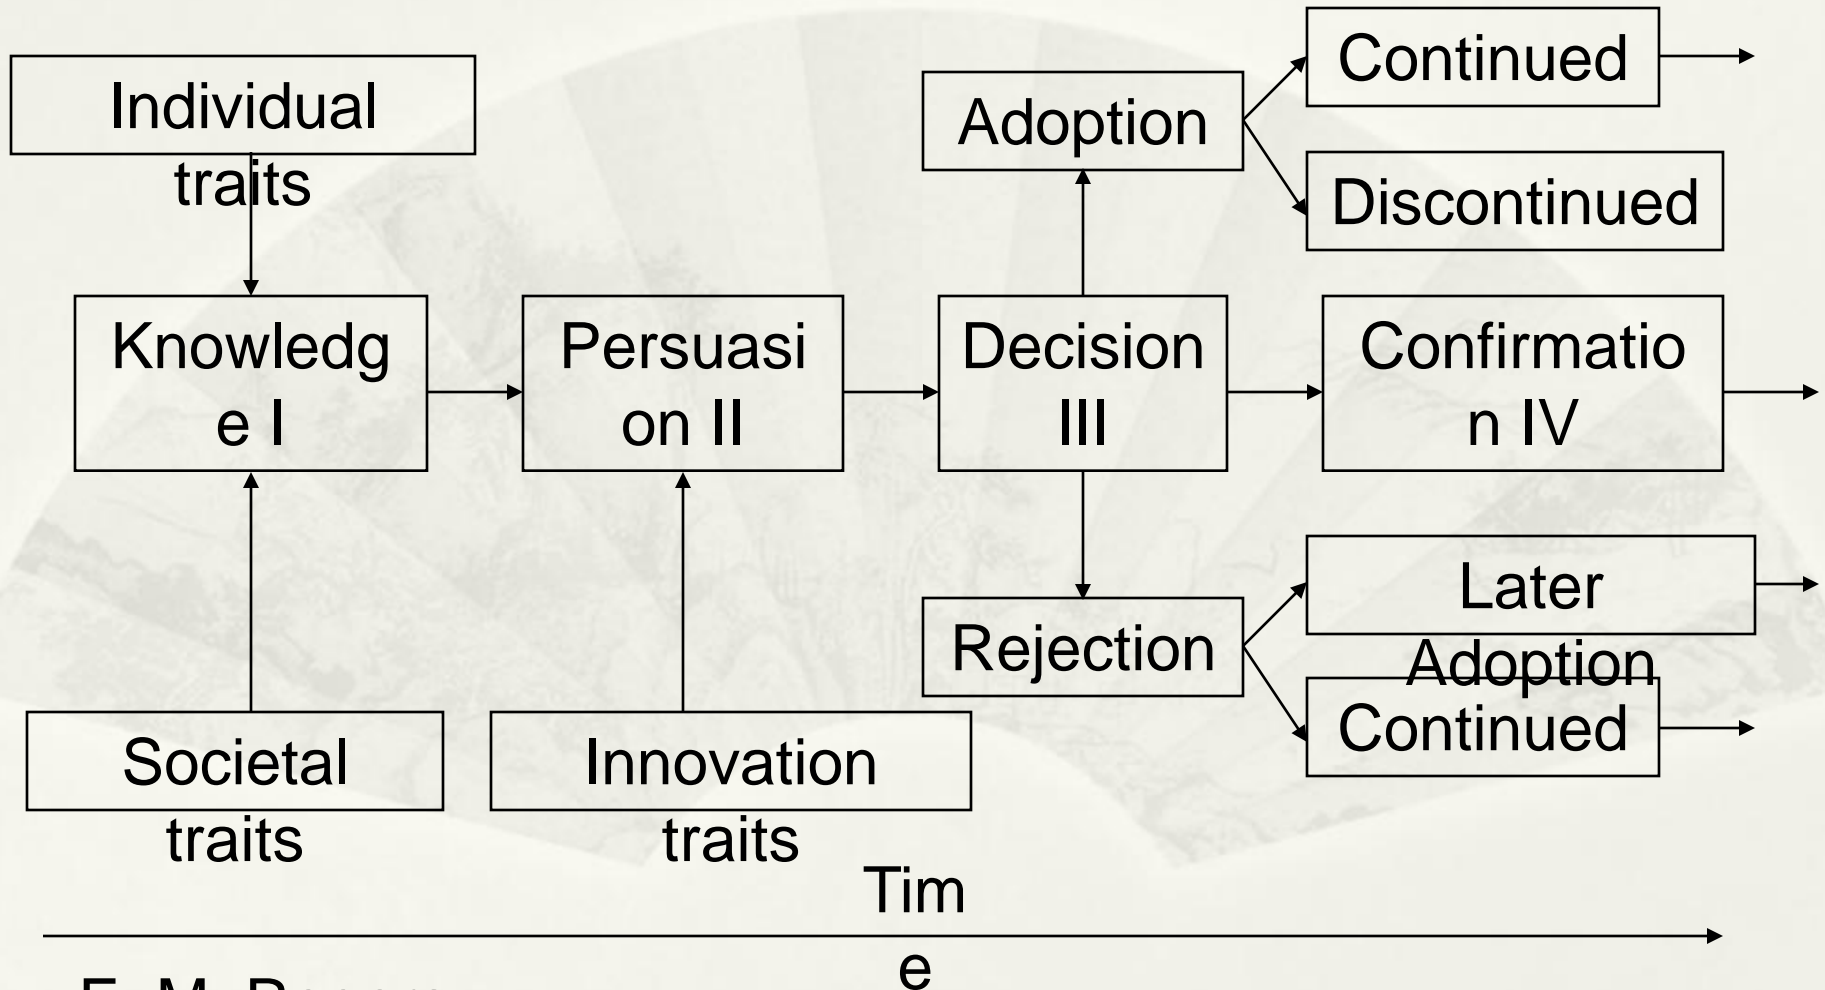 Continued
Individual
traits
Adoption
Discontinued
Knowledg
e I
Persuasi
on II
Decision
III
Confirmatio
n IV
Later
Adoption
Rejection
Continued
Societal
traits
Innovation
traits
Tim
e
E. M. Rogers